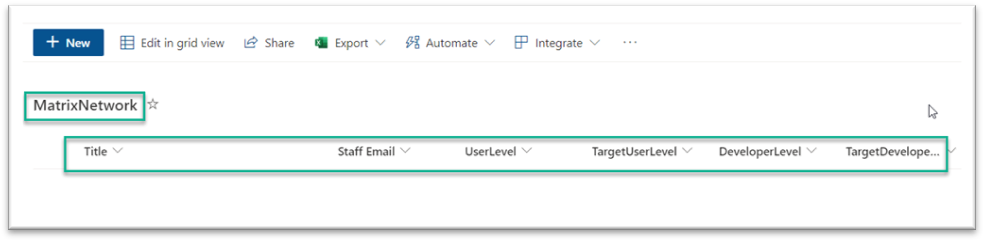 + New Edit in grid view Share Export Automate Integrate ...
MatrixNetwork
Title Staff Email UserLevel TargetUserLevel DeveloperLevel TargetDevelope...